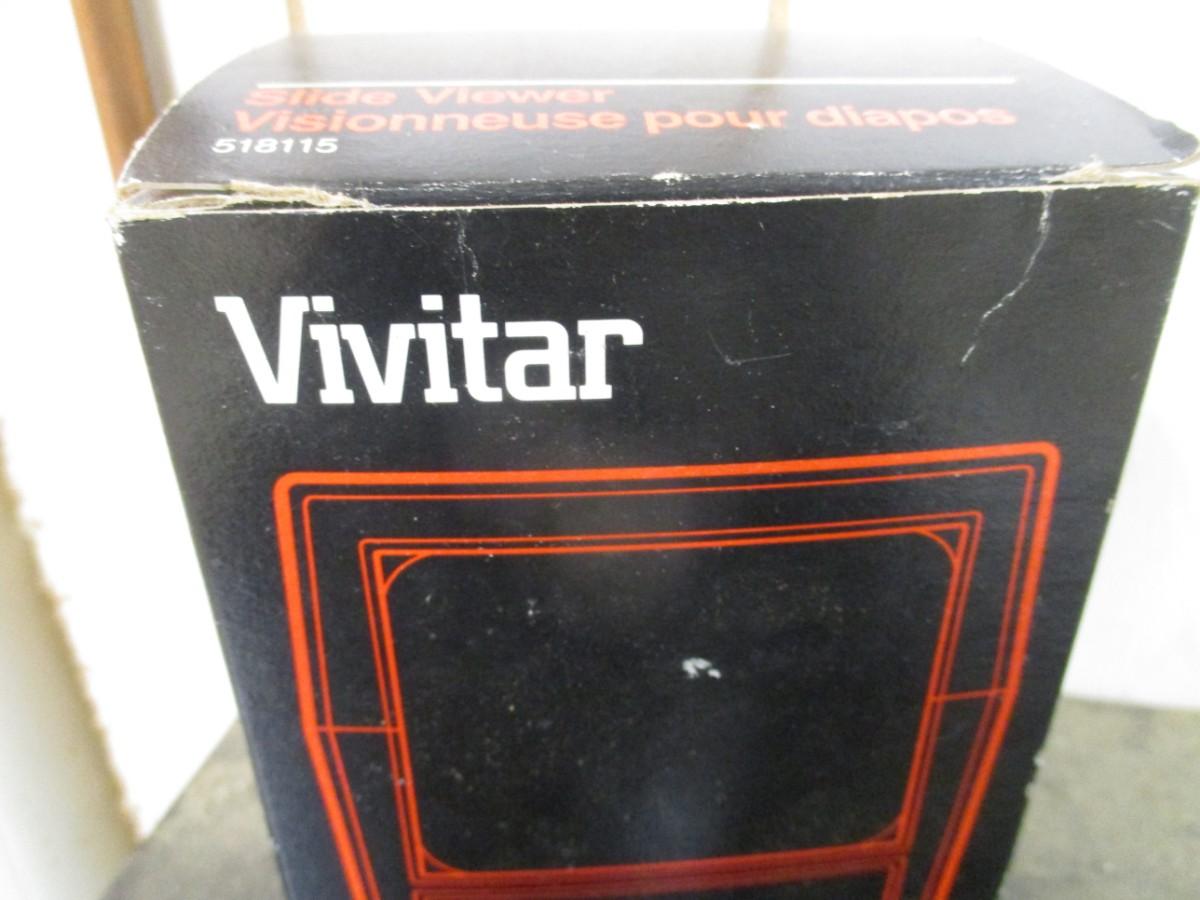 Slide Viewer
Visionneuse pour diapos
518115
Vivitar